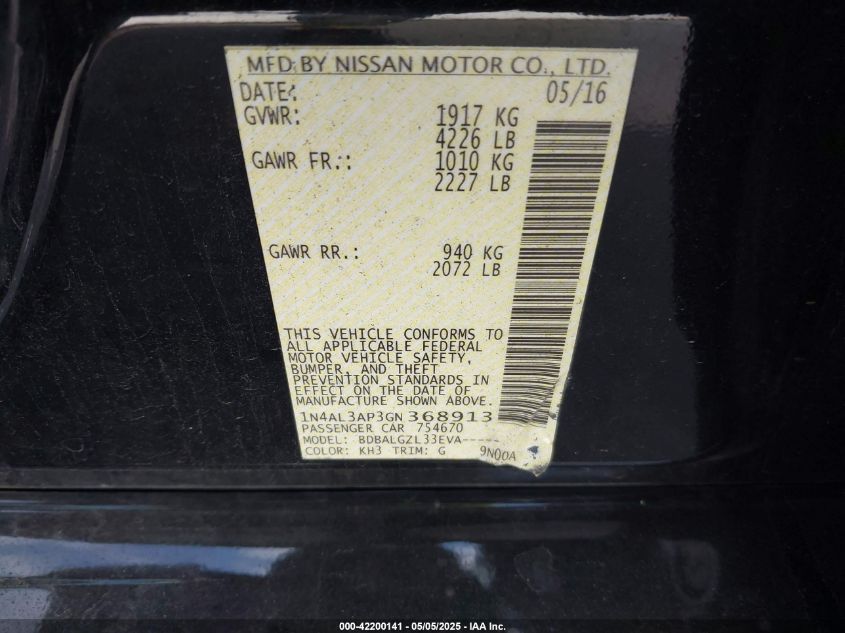 MFD BY NISSAN MOTOR CO., LTD.
DATE: 05/16
GVWR: 1917 KG
4226 LB
GAWR FR.: 1010 KG
2227 LB
GAWR RR.: 940 KG
2072 LB
THIS VEHICLE CONFORMS TO
ALL APPLICABLE FEDERAL
MOTOR VEHICLE SAFETY,
BUMPER, AND THEFT
PREVENTION STANDARDS IN
EFFECT ON THE DATE OF
MANUFACTURE SHOWN ABOVE.
1N4AL3AP3GN368913
PASSENGER CAR 754670
MODEL: BDBALGZL33EVA-----
COLOR: KH3 TRIM: G 9N00A
000-42200141 - 05/05/2025 - IAA Inc.